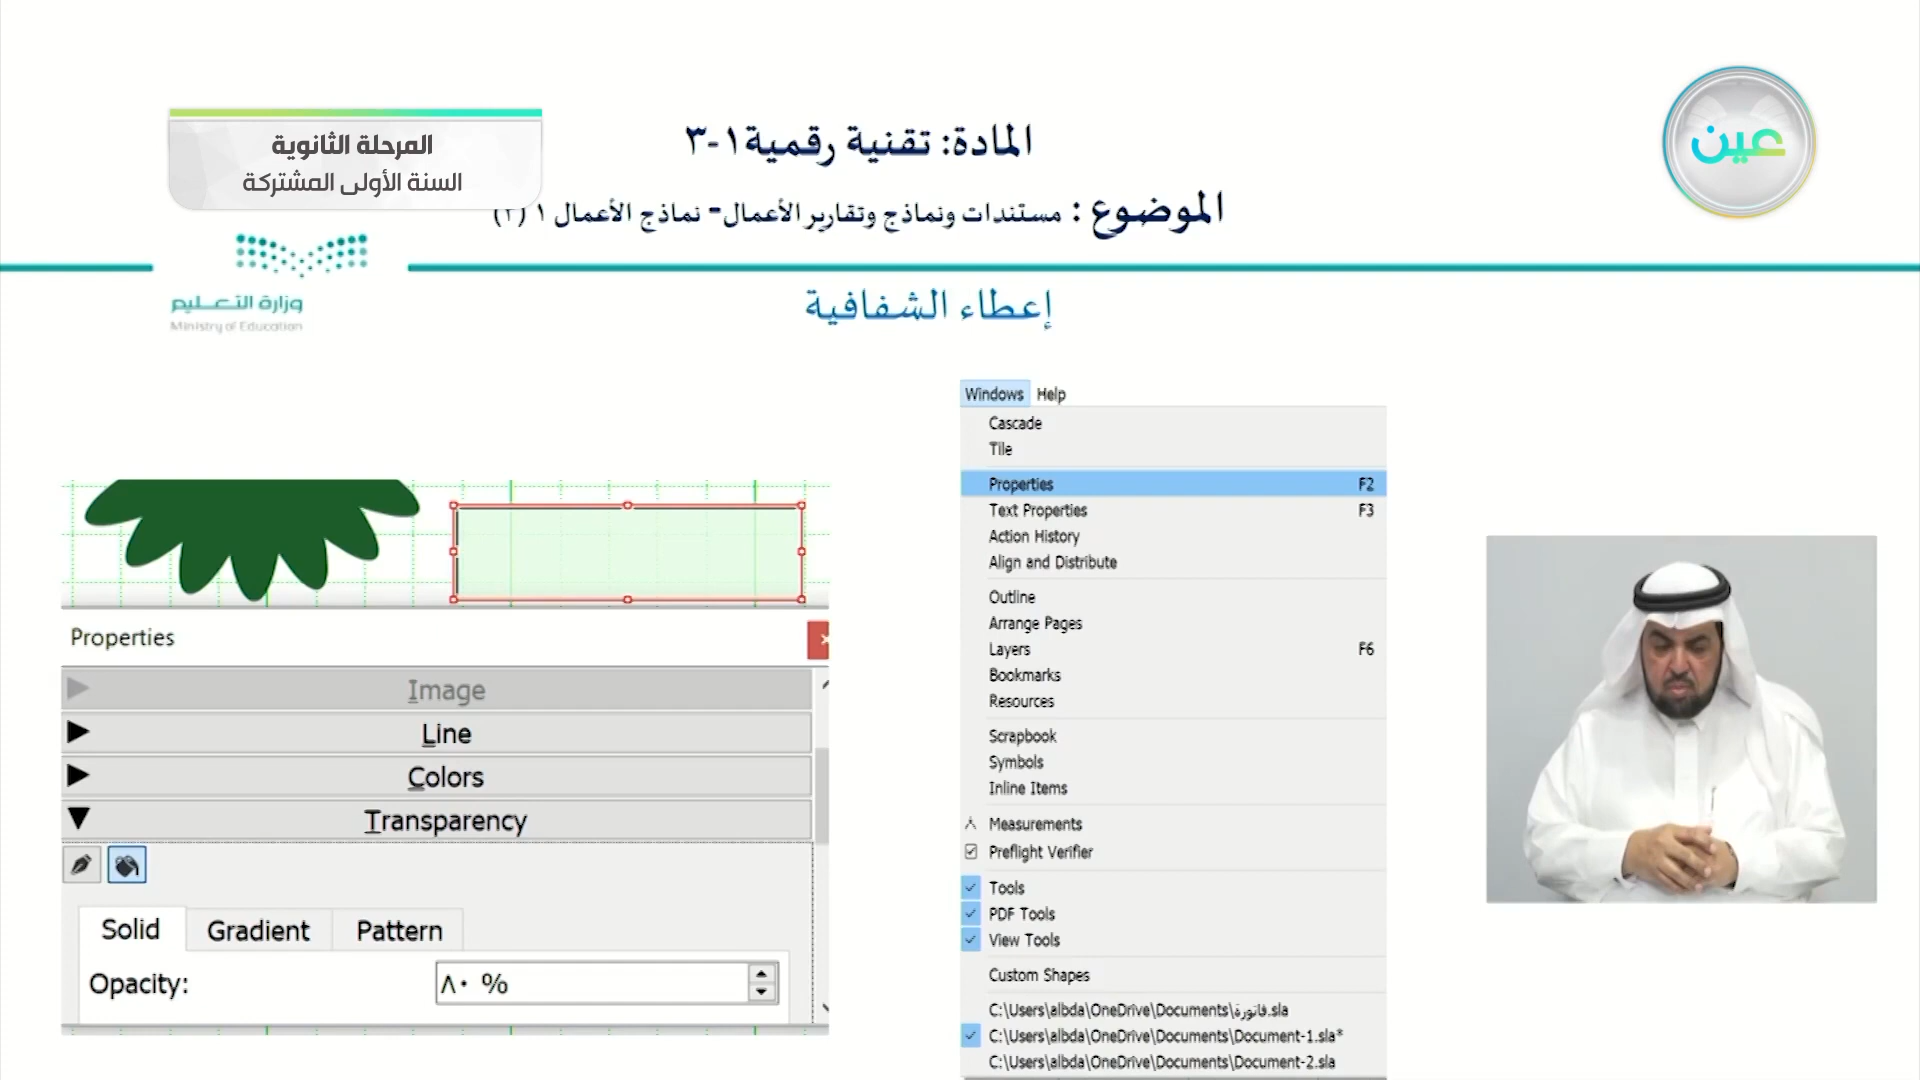 المادة: تقنية رقمية١-٣
الموضوع : مستندات ونماذج وتقارير الأعمال- نماذج الأعمال ١ (٢)
المرحلة الثانوية
السنة الأولى المشتركة
عين
وزارة التعـليم
Ministry of Education
إعطاء الشفافية
Windows Help
Cascade
Tile
Properties F2
Text Properties F3
Action History
Align and Distribute
Outline
Arrange Pages
Layers F6
Bookmarks
Resources
Scrapbook
Symbols
Inline Items
Measurements
Preflight Verifier
Tools
PDF Tools
View Tools
Custom Shapes
C:\Users\albda\OneDrive\Documents\فاتورة.sla
C:\Users\albda\OneDrive\Documents\Document-1.sla*
C:\Users\albda\OneDrive\Documents\Document-2.sla
Properties
Image
Line
Colors
Transparency
Solid Gradient Pattern
Opacity: ٨٠ %